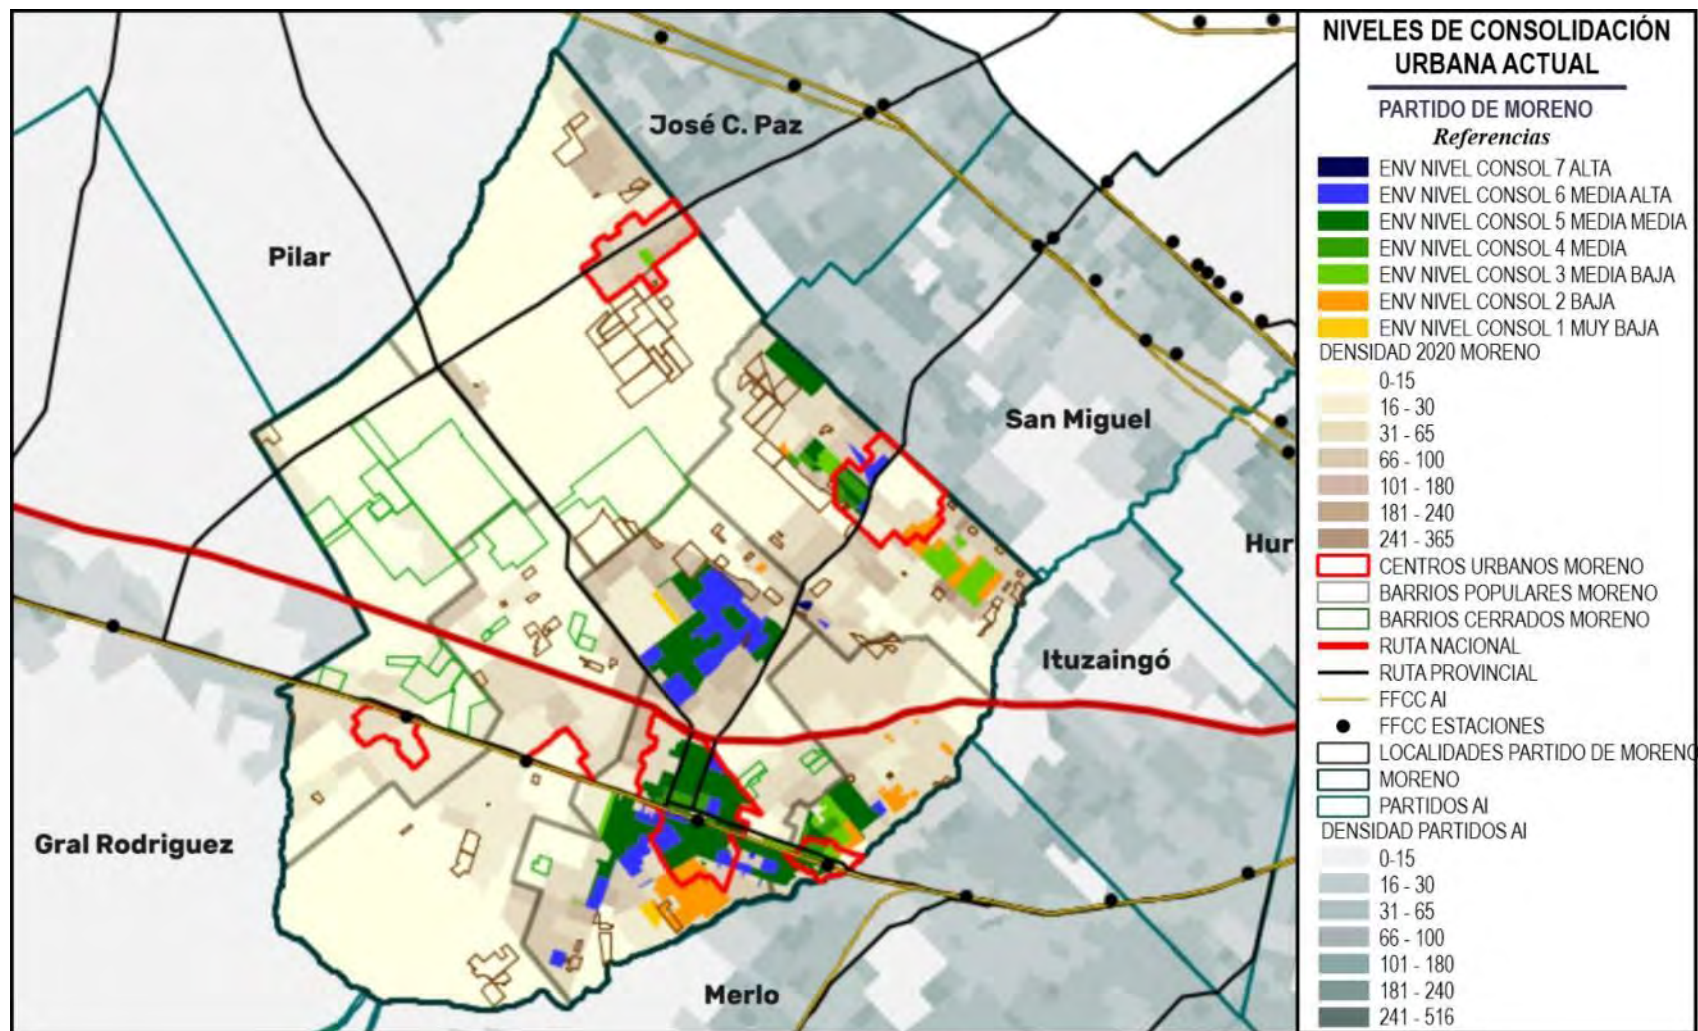 José C. Paz
Pilar
San Miguel
Hur
Ituzaingó
Gral Rodriguez
Merlo
NIVELES DE CONSOLIDACIÓN
URBANA ACTUAL
PARTIDO DE MORENO
Referencias
ENV NIVEL CONSOL 7 ALTA
ENV NIVEL CONSOL 6 MEDIA ALTA
ENV NIVEL CONSOL 5 MEDIA MEDIA
ENV NIVEL CONSOL 4 MEDIA
ENV NIVEL CONSOL 3 MEDIA BAJA
ENV NIVEL CONSOL 2 BAJA
ENV NIVEL CONSOL 1 MUY BAJA
DENSIDAD 2020 MORENO
0-15
16 - 30
31 - 65
66 - 100
101 - 180
181 - 240
241 - 365
CENTROS URBANOS MORENO
BARRIOS POPULARES MORENO
BARRIOS CERRADOS MORENO
RUTA NACIONAL
RUTA PROVINCIAL
FFCC AI
FFCC ESTACIONES
LOCALIDADES PARTIDO DE MORENO
MORENO
PARTIDOS AI
DENSIDAD PARTIDOS AI
0-15
16 - 30
31 - 65
66 - 100
101 - 180
181 - 240
241 - 516